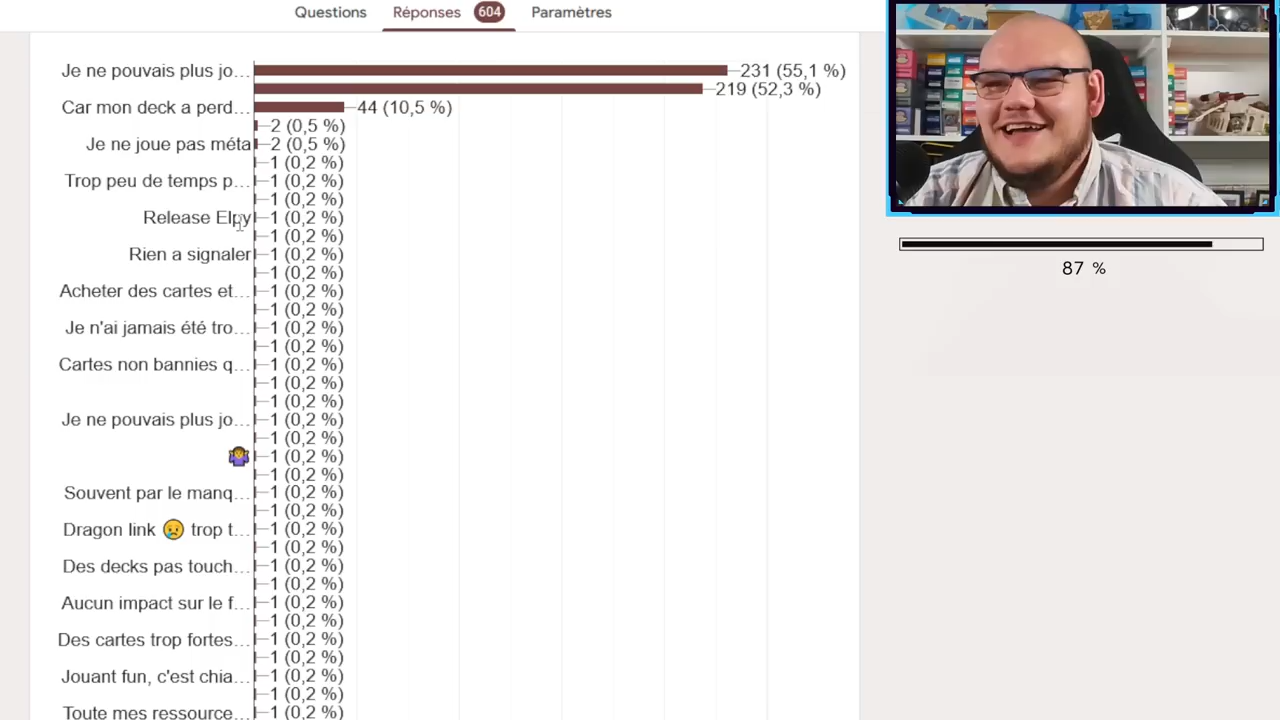 Questions
Réponses
604
Paramètres
Je ne pouvais plus jo...
231 (55,1 %)
219 (52,3 %)
Car mon deck a perd...
44 (10,5 %)
2 (0,5 %)
Je ne joue pas méta
2 (0,5 %)
1 (0,2 %)
Trop peu de temps p...
1 (0,2 %)
1 (0,2 %)
Release Elpy
1 (0,2 %)
1 (0,2 %)
Rien a signaler
1 (0,2 %)
1 (0,2 %)
Acheter des cartes et...
1 (0,2 %)
1 (0,2 %)
Je n'ai jamais été tro...
1 (0,2 %)
1 (0,2 %)
Cartes non bannies q...
1 (0,2 %)
1 (0,2 %)
1 (0,2 %)
Je ne pouvais plus jo...
1 (0,2 %)
1 (0,2 %)
🤷‍♀️
1 (0,2 %)
1 (0,2 %)
Souvent par le manq...
1 (0,2 %)
1 (0,2 %)
Dragon link 😥 trop t...
1 (0,2 %)
1 (0,2 %)
Des decks pas touch...
1 (0,2 %)
1 (0,2 %)
Aucun impact sur le f...
1 (0,2 %)
1 (0,2 %)
Des cartes trop fortes...
1 (0,2 %)
1 (0,2 %)
Jouant fun, c'est chia...
1 (0,2 %)
1 (0,2 %)
Toute mes ressource...
1 (0,2 %)
87 %